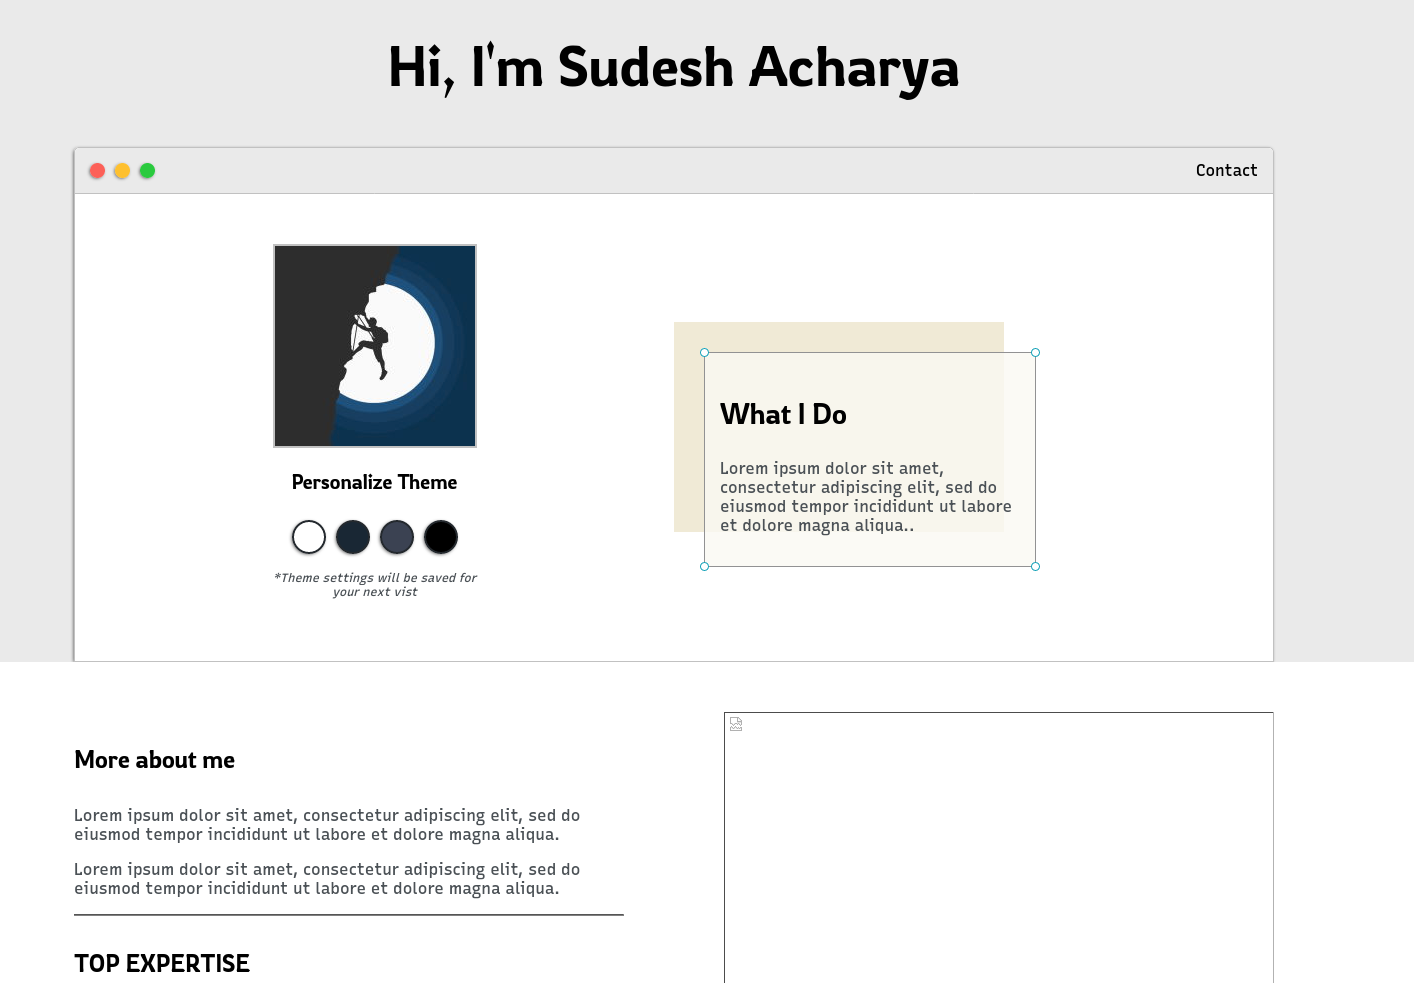 Hi, I'm Sudesh Acharya
Contact
Personalize Theme
*Theme settings will be saved for
your next vist
What I Do
Lorem ipsum dolor sit amet,
consectetur adipiscing elit, sed do
eiusmod tempor incididunt ut labore
et dolore magna aliqua..
More about me
Lorem ipsum dolor sit amet, consectetur adipiscing elit, sed do
eiusmod tempor incididunt ut labore et dolore magna aliqua.
Lorem ipsum dolor sit amet, consectetur adipiscing elit, sed do
eiusmod tempor incididunt ut labore et dolore magna aliqua.
TOP EXPERTISE